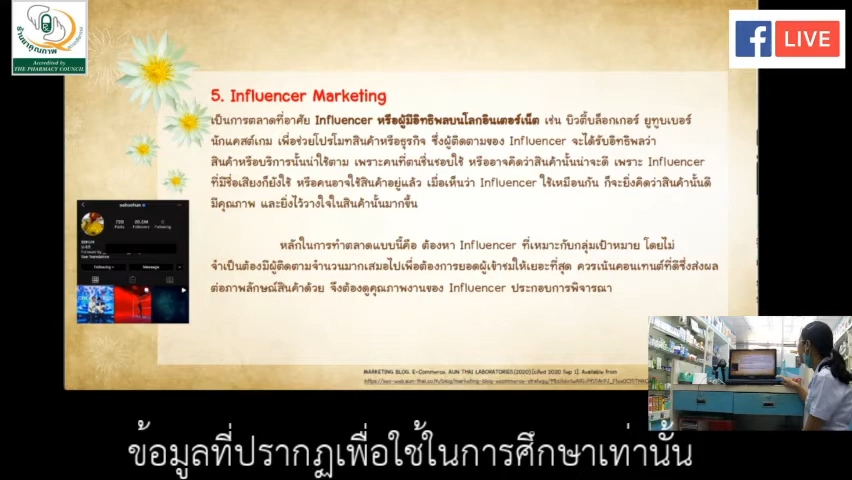 ร้านยาคุณภาพ
Accredited by
THE PHARMACY COUNCIL
f LIVE
5. Influencer Marketing
เป็นการตลาดที่อาศัย Influencer หรือผู้มีอิทธิพลบนโลกอินเตอร์เน็ต เช่น บิวตี้บล็อกเกอร์ ยูทูบเบอร์
นักแคสต์เกม เพื่อช่วยโปรโมทสินค้าหรือธุรกิจ ซึ่งผู้ติดตามของ Influencer จะได้รับอิทธิพลว่า
สินค้าหรือบริการนั้นน่าใช้ตาม เพราะคนที่ตนชื่นชอบใช้ หรืออาจคิดว่าสินค้านั้นน่าจะดี เพราะ Influencer
ที่มีชื่อเสียงก็ยังใช้ หรือคนอาจใช้สินค้าอยู่แล้ว เมื่อเห็นว่า Influencer ใช้เหมือนกัน ก็จะยิ่งคิดว่าสินค้านั้นดี
มีคุณภาพ และยิ่งไว้วางใจในสินค้านั้นมากขึ้น
หลักในการทำตลาดแบบนี้คือ ต้องหา Influencer ที่เหมาะกับกลุ่มเป้าหมาย โดยไม่
จำเป็นต้องมีผู้ติดตามจำนวนมากเสมอไปเพื่อต้องการยอดผู้เข้าชมให้เยอะที่สุด ควรเน้นคอนเทนต์ที่ดีซึ่งส่งผล
ต่อภาพลักษณ์สินค้าด้วย จึงต้องดูคุณภาพงานของ Influencer ประกอบการพิจารณา
Following
Message
MARKETING BLOG. E-Commerce. AUN THAI LABORATORIES;(2020)[cited 2020 Sep 1]. Available from
ข้อมูลที่ปรากฏเพื่อใช้ในการศึกษาเท่านั้น